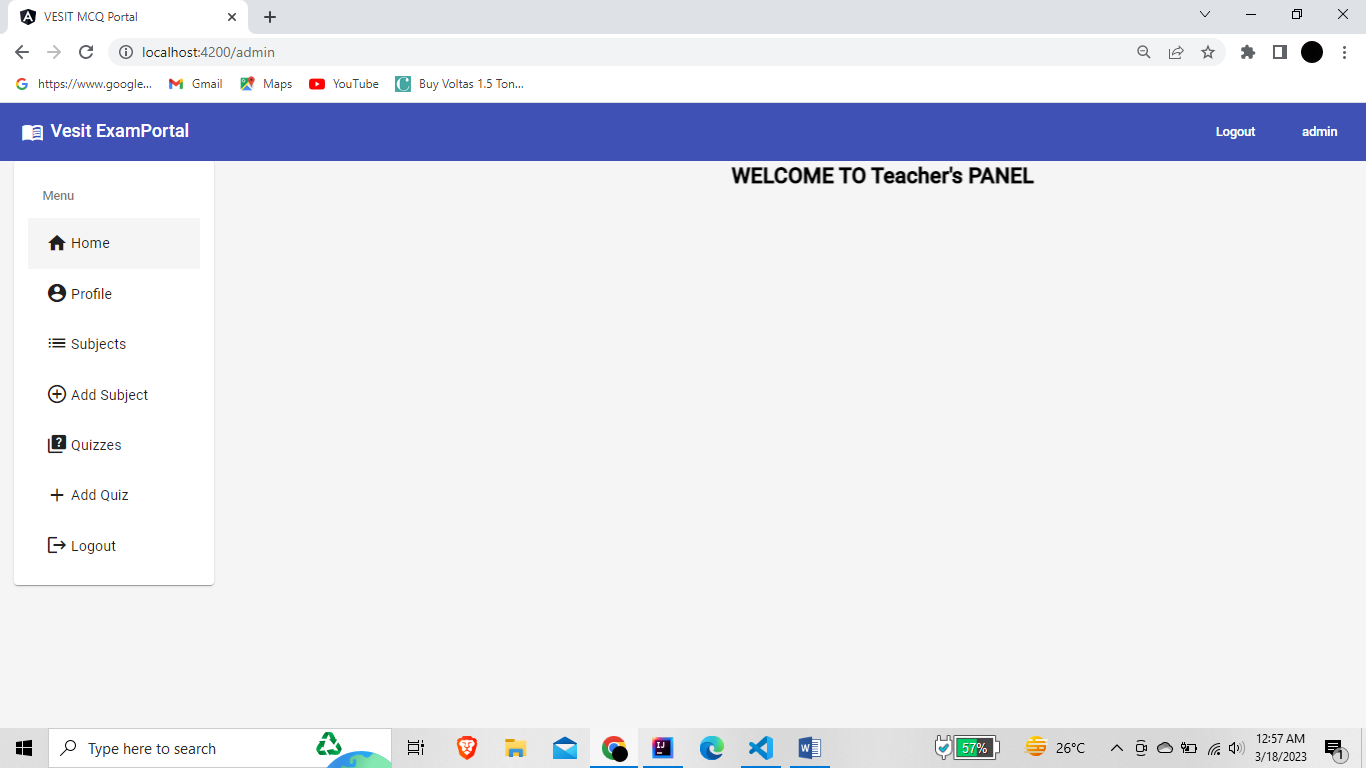 VESIT MCQ Portal
localhost:4200/admin
https://www.google... Gmail Maps YouTube Buy Voltas 1.5 Ton...
Vesit ExamPortal Logout admin
WELCOME TO Teacher's PANEL
Menu
Home
Profile
Subjects
Add Subject
Quizzes
Add Quiz
Logout
Type here to search 57% 26°C 12:57 AM
3/18/2023 1